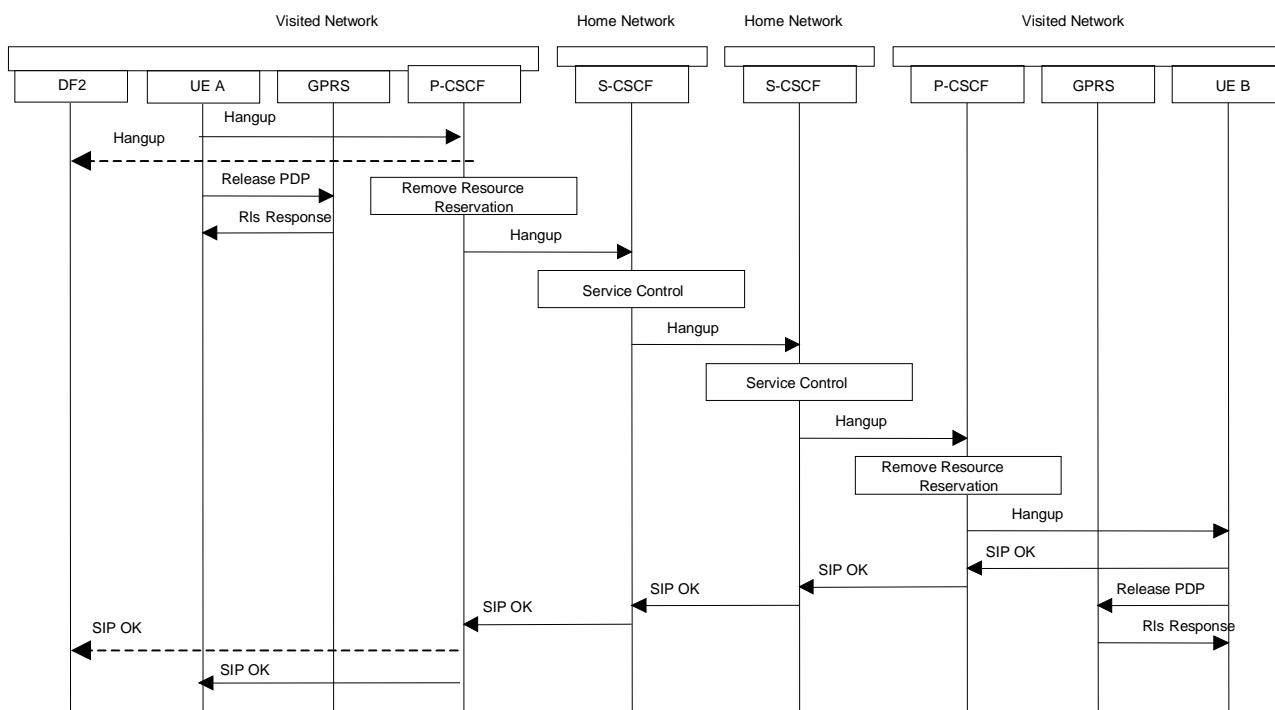 Visited Network
Home Network
Home Network
Visited Network
DF2
UE A
GPRS
P-CSCF
S-CSCF
S-CSCF
P-CSCF
GPRS
UE B
Hangup
Hangup
Release PDP
Remove Resource
Reservation
Rls Response
Hangup
Service Control
Hangup
Service Control
Hangup
Remove Resource
Reservation
Hangup
SIP OK
SIP OK
SIP OK
Release PDP
SIP OK
SIP OK
Rls Response
SIP OK